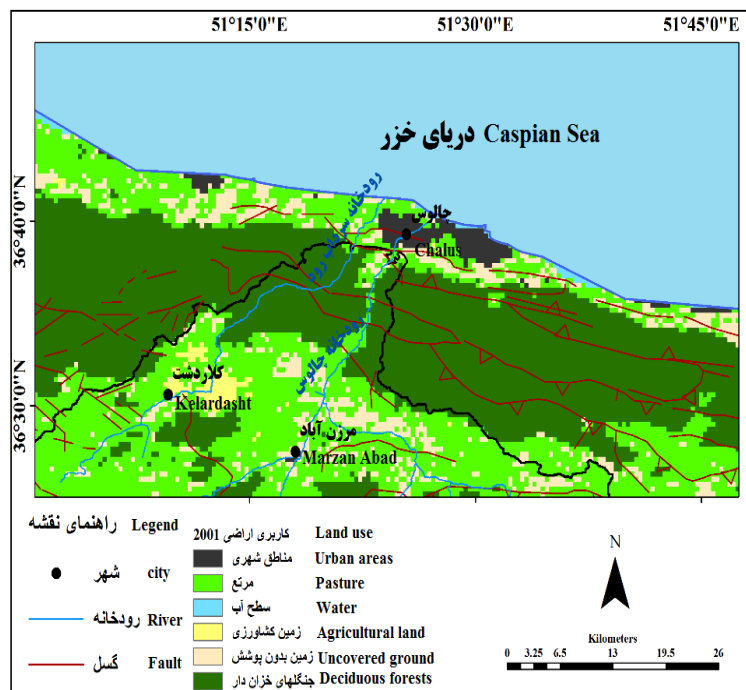 51°15'0"E 51°30'0"E 51°45'0"E
36°40'0"N
36°30'0"N
دریای خزر Caspian Sea
رودخانه سرداب رود
چالوس
Chalus
رودخانه چالوس
کلاردشت
Kelardasht
مرزن آباد
Marzan Abad
راهنمای نقشه Legend
شهر city
رودخانه River
گسل Fault
کاربری اراضی 2001 Land use
مناطق شهری Urban areas
مرتع Pasture
سطح آب Water
زمین کشاورزی Agricultural land
زمین بدون پوشش Uncovered ground
جنگلهای خزان دار Deciduous forests
N
Kilometers
0 3.25 6.5 13 19.5 26